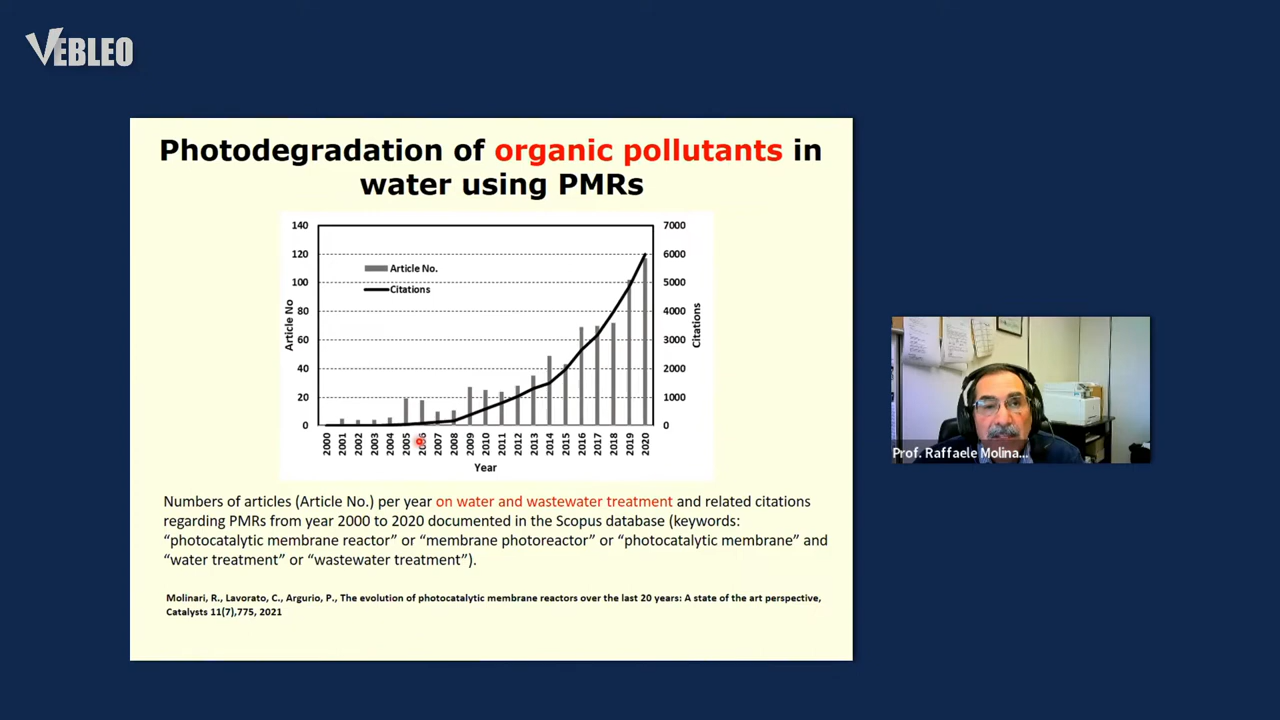 VEBLEO
Photodegradation of organic pollutants in
water using PMRs
140
120
100
80
60
40
20
0
Article No
Article No.
Citations
7000
6000
5000
4000
3000
2000
1000
0
Citations
2000 2001 2002 2003 2004 2005 2006 2007 2008 2009 2010 2011 2012 2013 2014 2015 2016 2017 2018 2019 2020
Year
Numbers of articles (Article No.) per year on water and wastewater treatment and related citations
regarding PMRs from year 2000 to 2020 documented in the Scopus database (keywords:
“photocatalytic membrane reactor” or “membrane photoreactor” or “photocatalytic membrane” and
“water treatment” or “wastewater treatment”).
Molinari, R., Lavorato, C., Argurio, P., The evolution of photocatalytic membrane reactors over the last 20 years: A state of the art perspective,
Catalysts 11(7),775, 2021
Prof. Raffaele Molina...